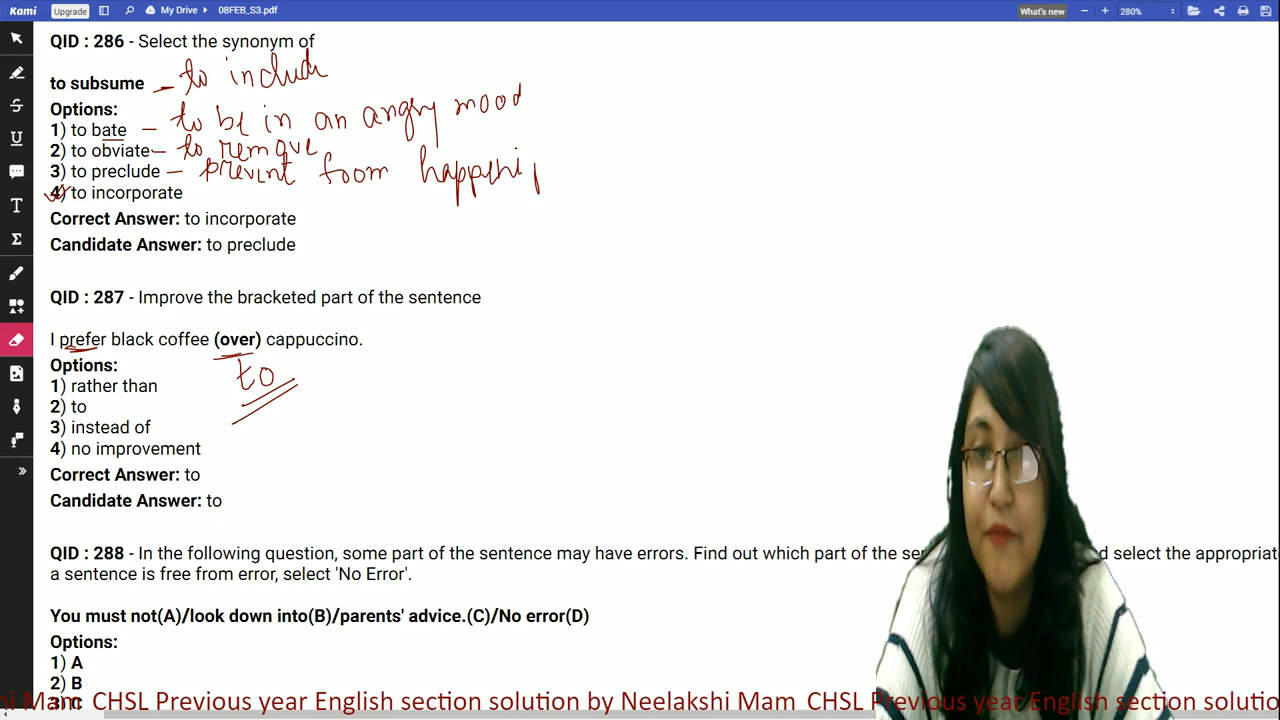 Kami Upgrade My Drive > 08FEB_S3.pdf What's new 280%
QID : 286 - Select the synonym of
to subsume – to include
Options:
1) to bate – to be in an angry mood
2) to obviate – to remove
3) to preclude – prevent from happenin
4) to incorporate
Correct Answer: to incorporate
Candidate Answer: to preclude
QID : 287 - Improve the bracketed part of the sentence
I prefer black coffee (over) cappuccino.
to
Options:
1) rather than
2) to
3) instead of
4) no improvement
Correct Answer: to
Candidate Answer: to
QID : 288 - In the following question, some part of the sentence may have errors. Find out which part of the d select the appropriat
a sentence is free from error, select 'No Error'.
You must not(A)/look down into(B)/parents' advice.(C)/No error(D)
Options:
1) A
2) B
hi Mam CHSL Previous year English section solution by Neelakshi Mam CHSL Previous year English section solutio